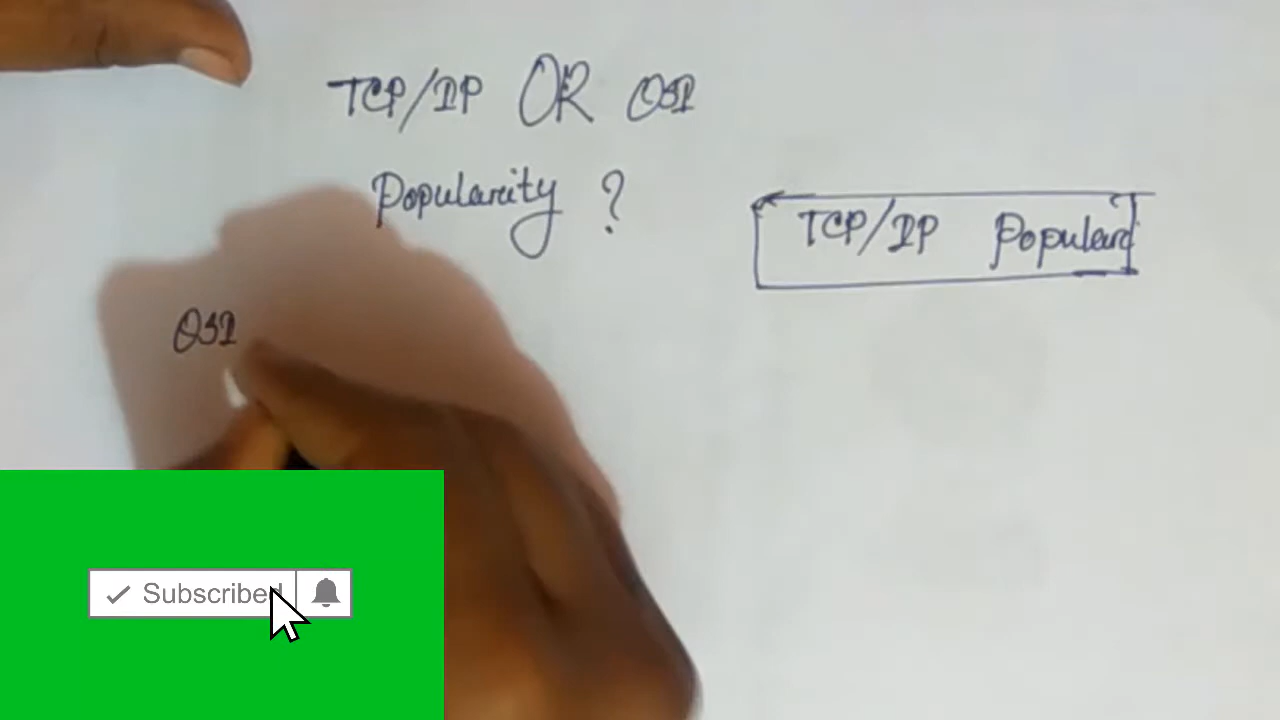 TCP/IP OR OSI
Popularity ?
TCP/IP Popular
OSI
Subscribed